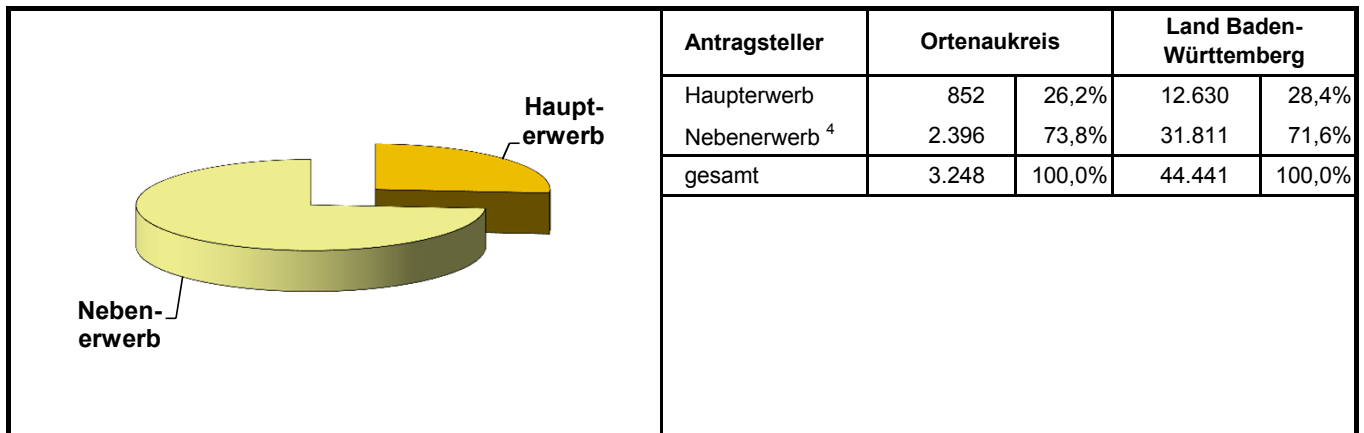 Haupt-
erwerb
Neben-
erwerb
Antragsteller Ortenaukreis Land Baden-
Württemberg
Haupterwerb 852 26,2% 12.630 28,4%
Nebenerwerb 4 2.396 73,8% 31.811 71,6%
gesamt 3.248 100,0% 44.441 100,0%